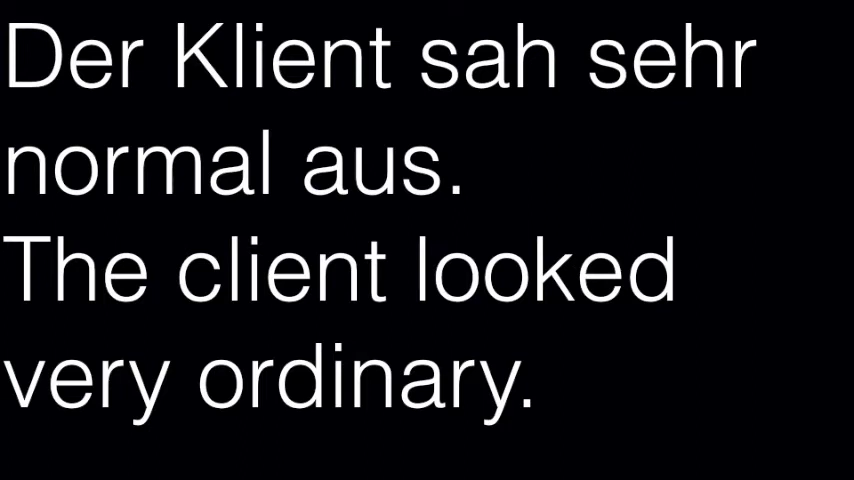 Der Klient sah sehr
normal aus.
The client looked
very ordinary.